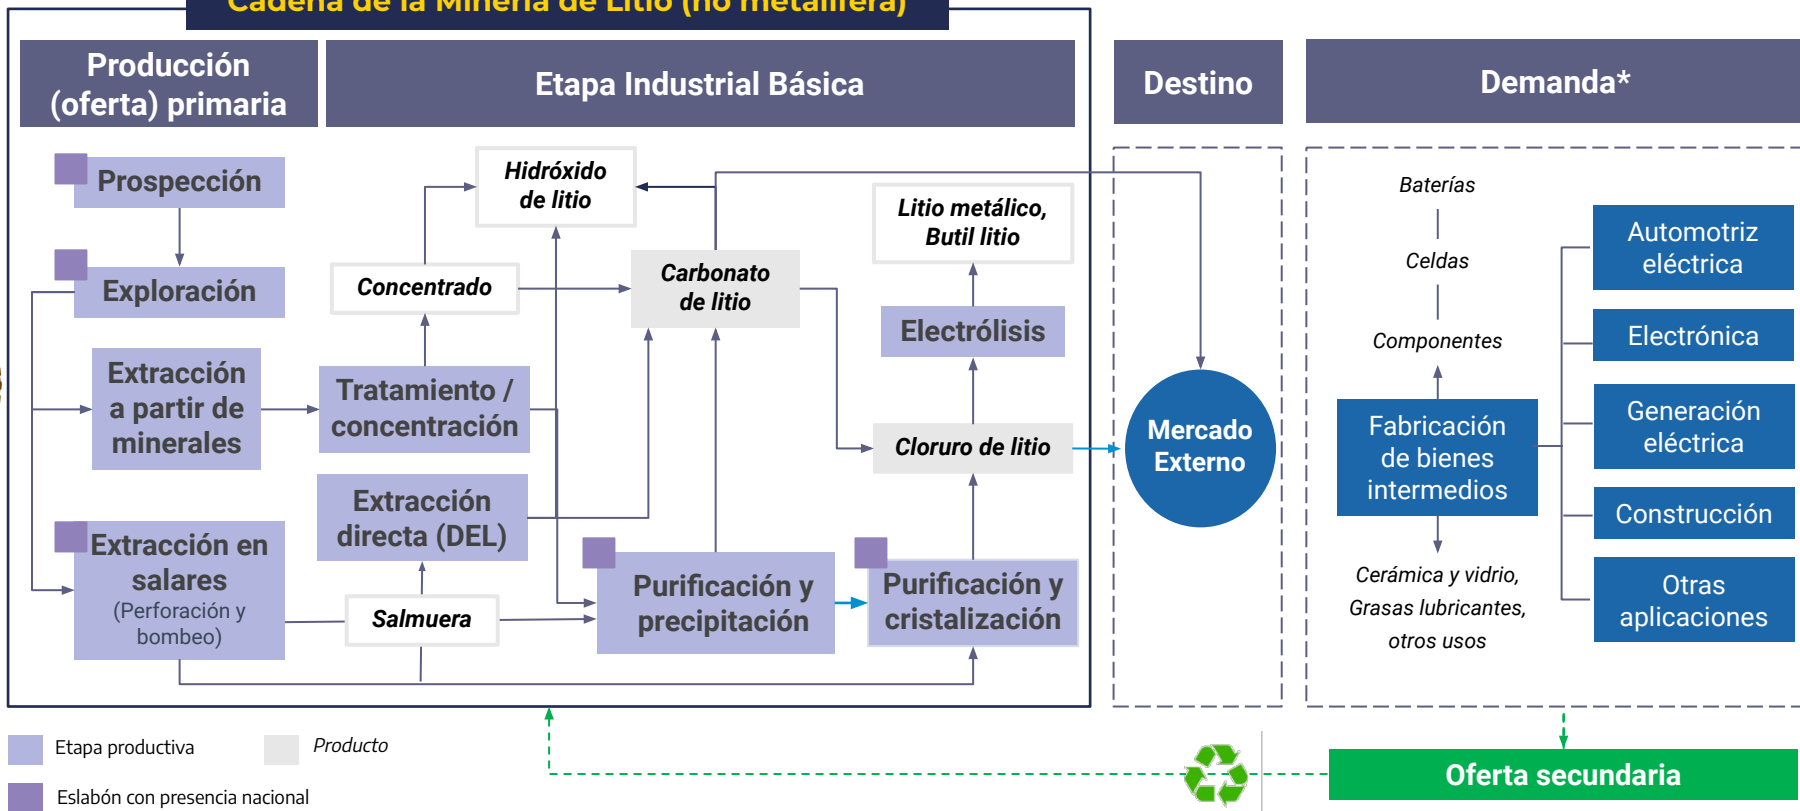 Cadena de la Minería de Litio (no metalífera)
Producción
(oferta) primaria
Etapa Industrial Básica
Destino
Demanda*
Prospección
Exploración
Extracción
a partir de
minerales
Extracción en
salares
(Perforación y
bombeo)
Hidróxido
de litio
Concentrado
Tratamiento /
concentración
Extracción
directa (DEL)
Salmuera
Carbonato
de litio
Purificación y
precipitación
Litio metálico,
Butil litio
Electrólisis
Cloruro de litio
Purificación y
cristalización
Mercado
Externo
Baterías
Celdas
Componentes
Fabricación
de bienes
intermedios
Cerámica y vidrio,
Grasas lubricantes,
otros usos
Automotriz
eléctrica
Electrónica
Generación
eléctrica
Construcción
Otras
aplicaciones
Etapa productiva
Producto
Eslabón con presencia nacional
Oferta secundaria